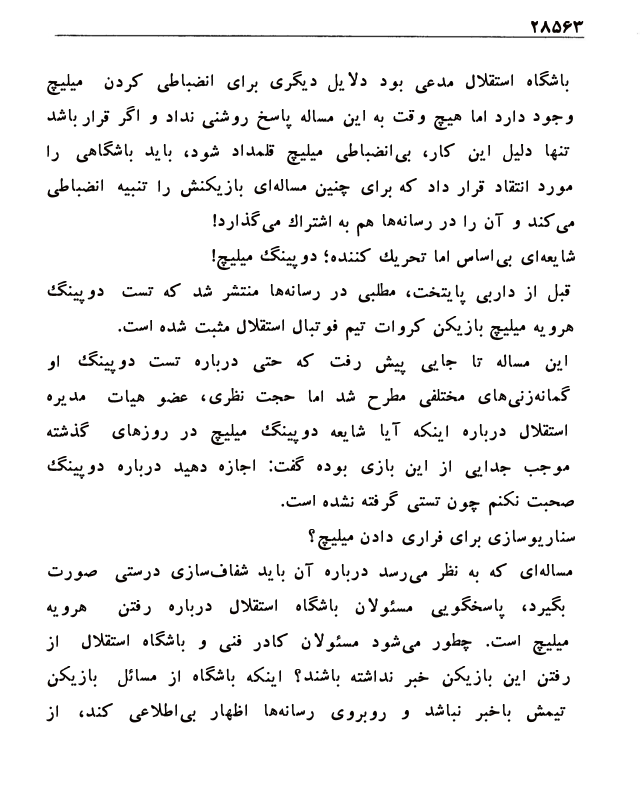 ۲۸۵۶۳
باشگاه استقلال مدعی بود دلایل دیگری برای انضباطی کردن میلیچ
وجود دارد اما هیچ وقت به این مساله پاسخ روشنی نداد و اگر قرار باشد
تنها دلیل این کار، بی‌انضباطی میلیچ قلمداد شود، باید باشگاهی را
مورد انتقاد قرار داد که برای چنین مساله‌ای بازیکنش را تنبیه انضباطی
می‌کند و آن را در رسانه‌ها هم به اشتراك می‌گذارد!
شایعه‌ای بی‌اساس اما تحریك کننده؛ دوپینگ میلیچ!
قبل از داربی پایتخت، مطلبی در رسانه‌ها منتشر شد که تست دوپینگ
هرویه میلیچ بازیکن کروات تیم فوتبال استقلال مثبت شده است.
این مساله تا جایی پیش رفت که حتی درباره تست دوپینگ او
گمانه‌زنی‌های مختلفی مطرح شد اما حجت نظری، عضو هیات مدیره
استقلال درباره اینکه آیا شایعه دوپینگ میلیچ در روزهای گذشته
موجب جدایی از این بازی بوده گفت: اجازه دهید درباره دوپینگ
صحبت نکنم چون تستی گرفته نشده است.
سناریوسازی برای فراری دادن میلیچ؟
مساله‌ای که به نظر می‌رسد درباره آن باید شفاف‌سازی درستی صورت
بگیرد، پاسخگویی مسئولان باشگاه استقلال درباره رفتن هرویه
میلیچ است. چطور می‌شود مسئولان کادر فنی و باشگاه استقلال از
رفتن این بازیکن خبر نداشته باشند؟ اینکه باشگاه از مسائل بازیکن
تیمش باخبر نباشد و روبروی رسانه‌ها اظهار بی‌اطلاعی کند، از